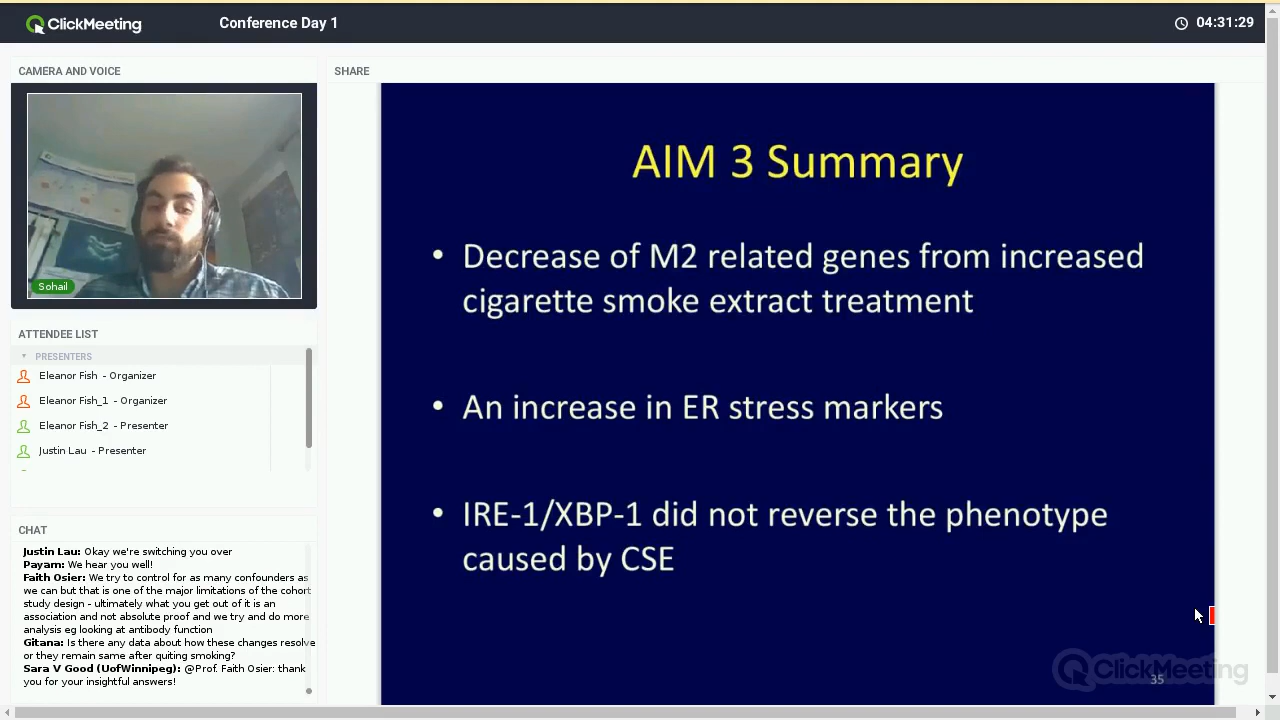 ClickMeeting
Conference Day 1
04:31:29
CAMERA AND VOICE
Sohail
ATTENDEE LIST
PRESENTERS
Eleanor Fish - Organizer
Eleanor Fish_1 - Organizer
Eleanor Fish_2 - Presenter
Justin Lau - Presenter
CHAT
Justin Lau: Okay we're switching you over
Payam: We hear you well!
Faith Osier: We try to control for as many confounders as
we can but that is one of the major limitations of the cohort
study design - ultimately what you get out of it is an
association and not absolute proof and we try and do more
analysis eg looking at antibody function
Gitana: Is there any data about how these changes resolve
or they remain same after quiting smoking?
Sara V Good (UofWinnipeg): @Prof. Faith Osier: thank
you for your insightful answers!
SHARE
AIM 3 Summary
• Decrease of M2 related genes from increased
cigarette smoke extract treatment
• An increase in ER stress markers
• IRE-1/XBP-1 did not reverse the phenotype
caused by CSE
ClickMeeting
35